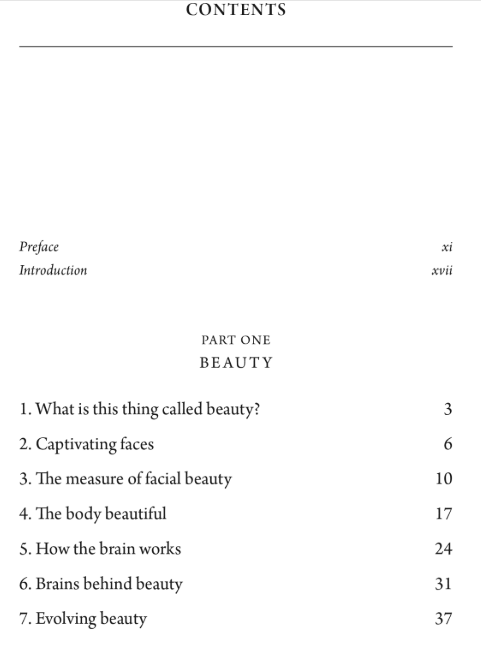 CONTENTS
Preface xi
Introduction xvii
PART ONE
BEAUTY
1. What is this thing called beauty? 3
2. Captivating faces 6
3. The measure of facial beauty 10
4. The body beautiful 17
5. How the brain works 24
6. Brains behind beauty 31
7. Evolving beauty 37